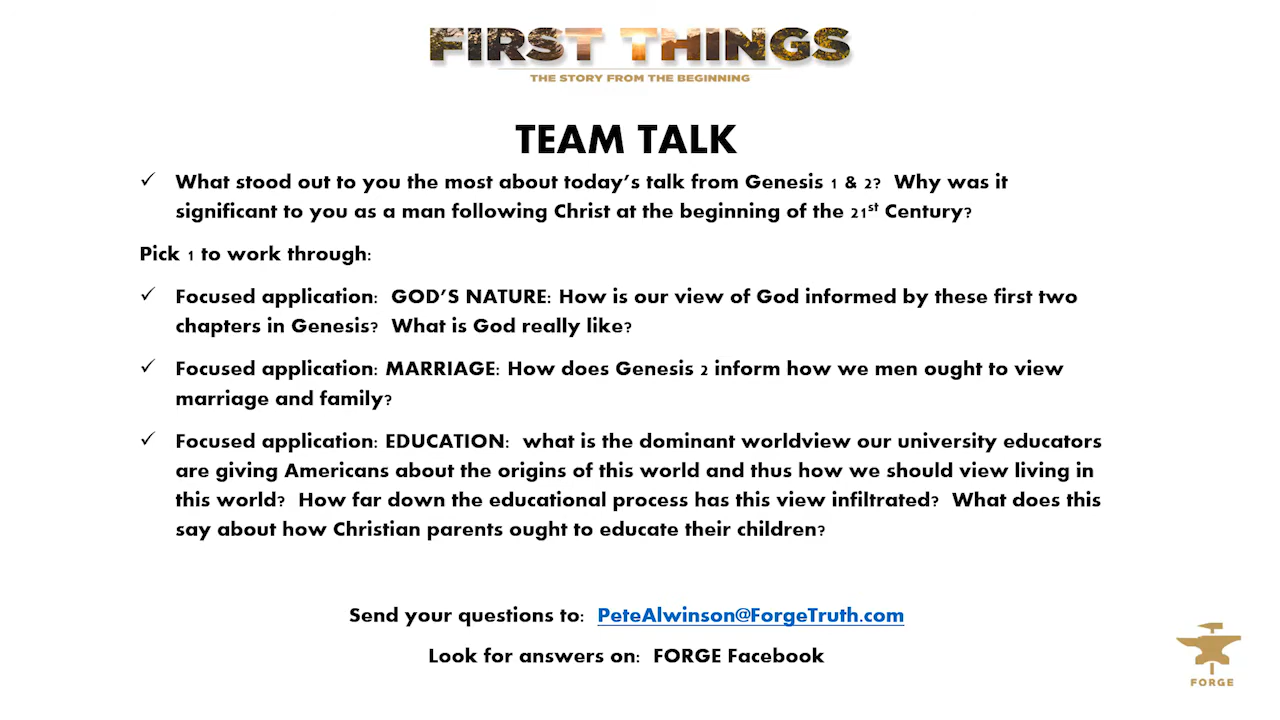 FIRST THINGS
THE STORY FROM THE BEGINNING
TEAM TALK
✓ What stood out to you the most about today's talk from Genesis 1 & 2?  Why was it
significant to you as a man following Christ at the beginning of the 21st Century?
Pick 1 to work through:
✓ Focused application:  GOD'S NATURE: How is our view of God informed by these first two
chapters in Genesis?  What is God really like?
✓ Focused application: MARRIAGE: How does Genesis 2 inform how we men ought to view
marriage and family?
✓ Focused application: EDUCATION:  what is the dominant worldview our university educators
are giving Americans about the origins of this world and thus how we should view living in
this world?  How far down the educational process has this view infiltrated?  What does this
say about how Christian parents ought to educate their children?
Send your questions to:  PeteAlwinson@ForgeTruth.com
Look for answers on:  FORGE Facebook
FORGE